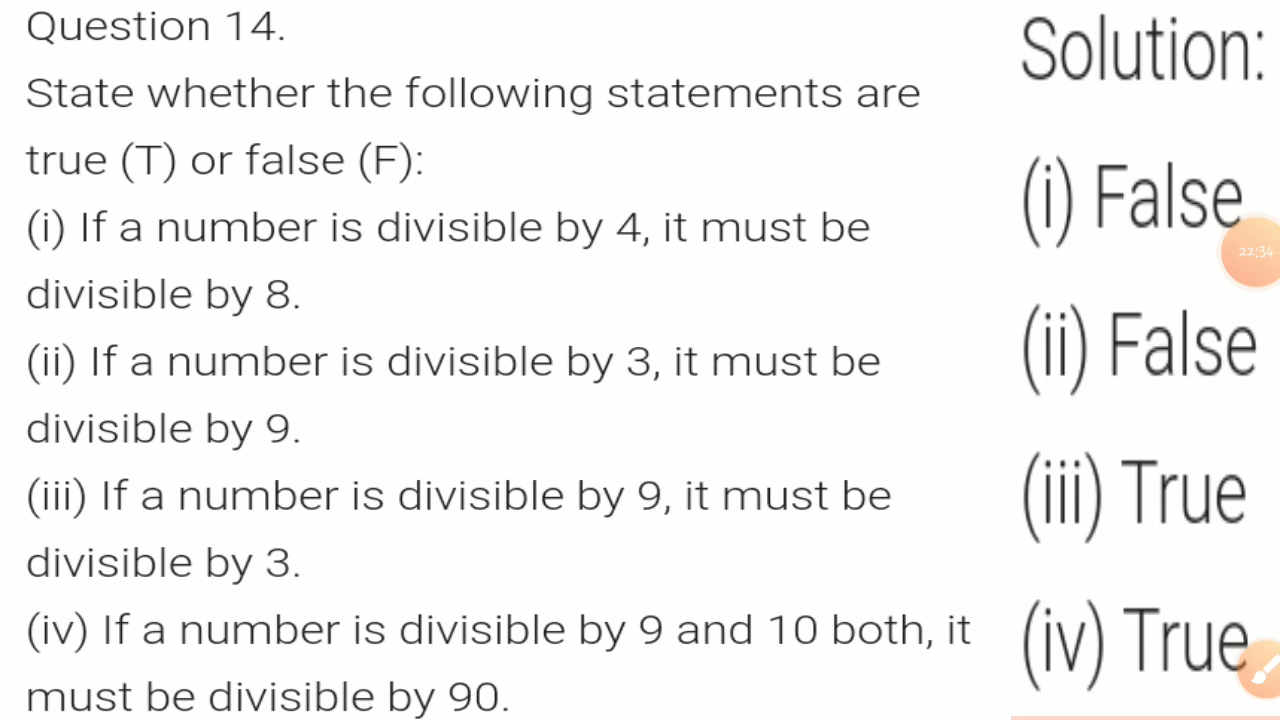 Question 14.
State whether the following statements are
true (T) or false (F):
(i) If a number is divisible by 4, it must be
divisible by 8.
(ii) If a number is divisible by 3, it must be
divisible by 9.
(iii) If a number is divisible by 9, it must be
divisible by 3.
(iv) If a number is divisible by 9 and 10 both, it
must be divisible by 90.
Solution:
(i) False
22:34
(ii) False
(iii) True
(iv) True